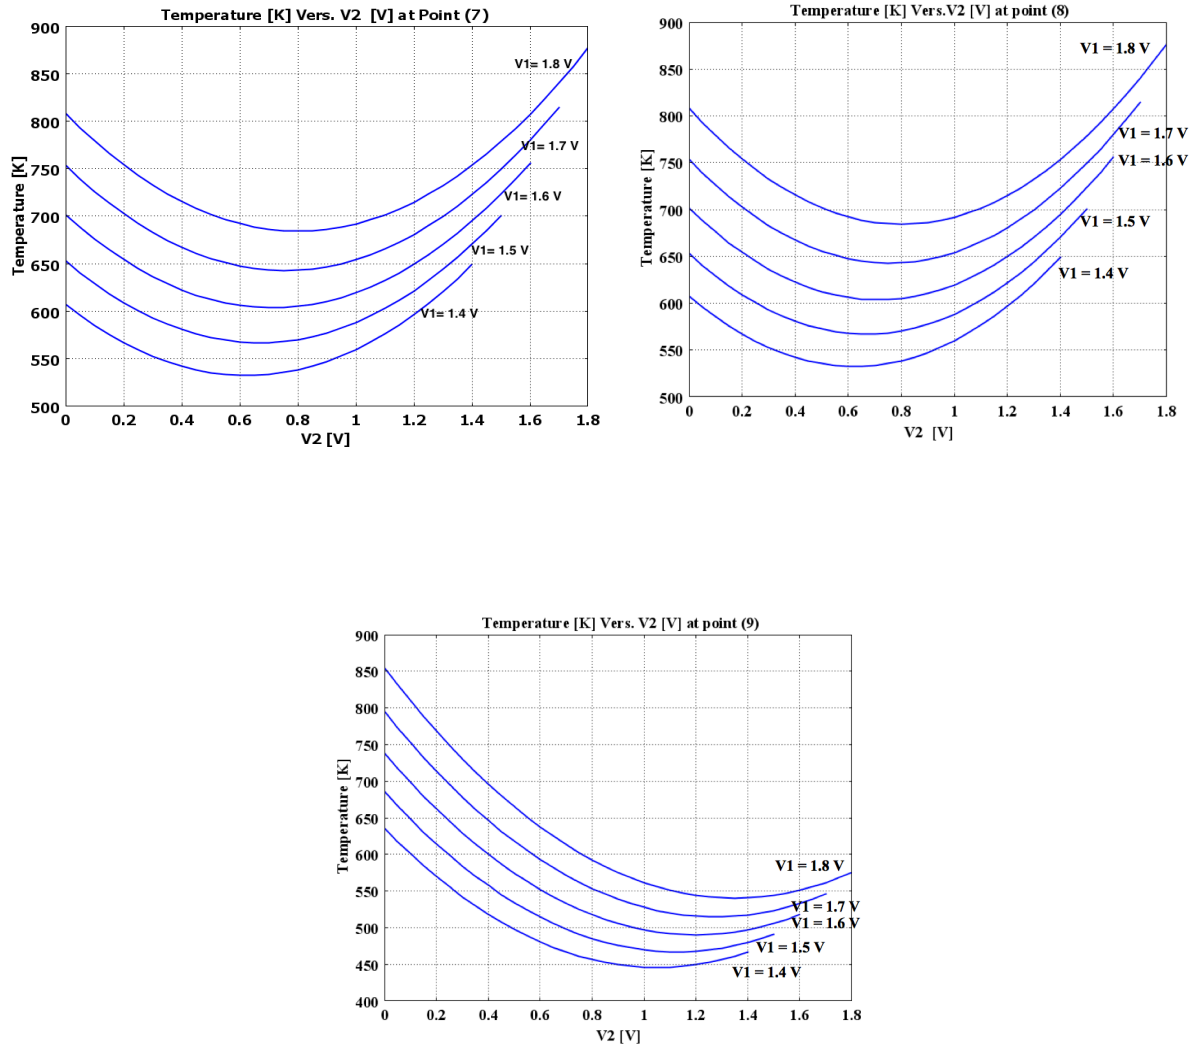 Temperature [K] Vers. V2 [V] at Point (7)
900
850
800
750
700
650
600
550
500
Temperature [K]
V1= 1.8 V
V1= 1.7 V
V1= 1.6 V
V1= 1.5 V
V1= 1.4 V
0 0.2 0.4 0.6 0.8 1 1.2 1.4 1.6 1.8
V2 [V]
Temperature [K] Vers.V2 [V] at point (8)
900
850
800
750
700
650
600
550
500
Temperature [K]
V1 = 1.8 V
V1 = 1.7 V
V1 = 1.6 V
V1 = 1.5 V
V1 = 1.4 V
0 0.2 0.4 0.6 0.8 1 1.2 1.4 1.6 1.8
V2 [V]
Temperature [K] Vers. V2 [V] at point (9)
900
850
800
750
700
650
600
550
500
450
400
Temperature [K]
V1 = 1.8 V
V1 = 1.7 V
V1 = 1.6 V
V1 = 1.5 V
V1 = 1.4 V
0 0.2 0.4 0.6 0.8 1 1.2 1.4 1.6 1.8
V2 [V]